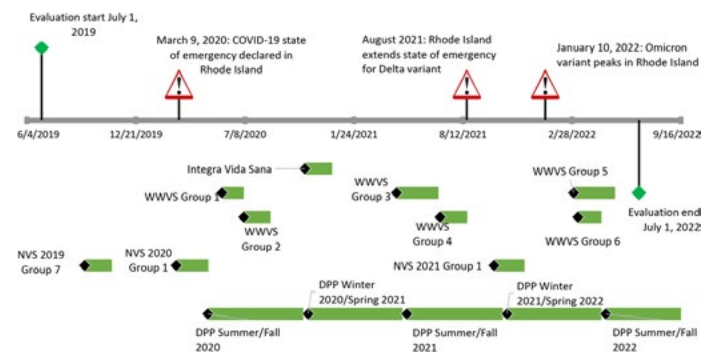 Evaluation start July 1,
2019
March 9, 2020: COVID-19 state
of emergency declared in
Rhode Island
August 2021: Rhode Island
extends state of emergency
for Delta variant
January 10, 2022: Omicron
variant peaks in Rhode Island
!
!
!
6/4/2019
12/21/2019
7/8/2020
1/24/2021
8/12/2021
2/28/2022
9/16/2022
Integra Vida Sana
WWVS Group 1
WWVS
Group 2
WWVS
Group 3
WWVS
Group 4
WWVS Group 5
WWVS Group 6
Evaluation end
July 1, 2022
NVS 2019
Group 7
NVS 2020
Group 1
NVS 2021 Group 1
DPP Winter
2020/Spring 2021
DPP Winter
2021/Spring 2022
DPP Summer/Fall
2020
DPP Summer/Fall
2021
DPP Summer/Fall
2022